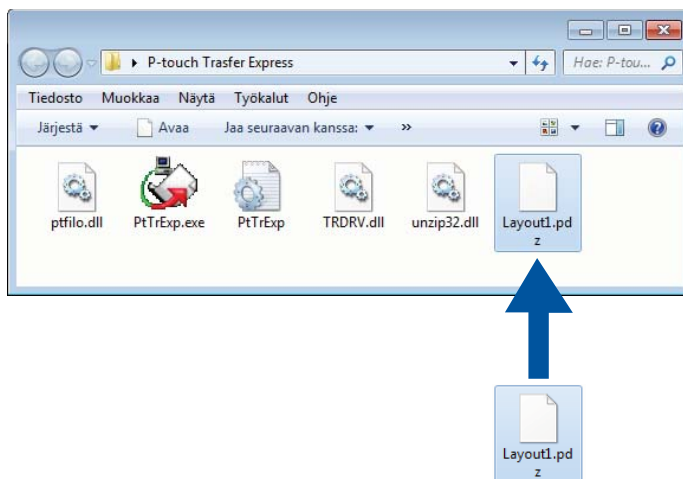 P-touch Trasfer Express
Hae: P-tou...
Tiedosto Muokkaa Näytä Työkalut Ohje
Järjestä Avaa Jaa seuraavan kanssa: »
ptfilo.dll PtTrExp.exe PtTrExp TRDRV.dll unzip32.dll Layout1.pd
z
Layout1.pd
z